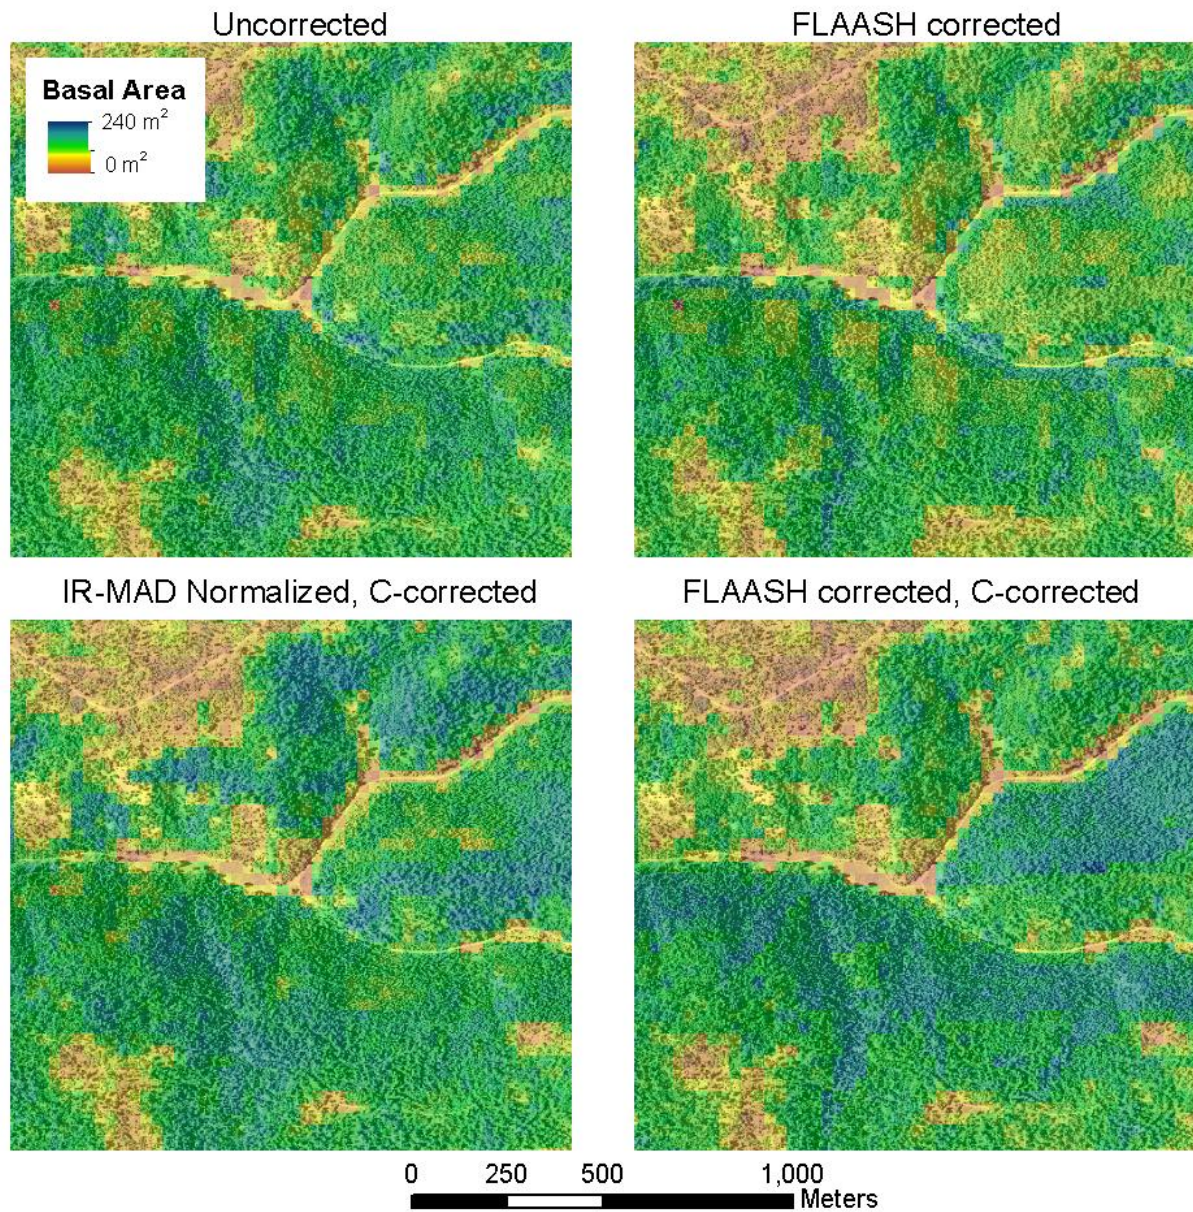 Uncorrected
FLAASH corrected
Basal Area
240 m²
0 m²
IR-MAD Normalized, C-corrected
FLAASH corrected, C-corrected
0 250 500 1,000
Meters